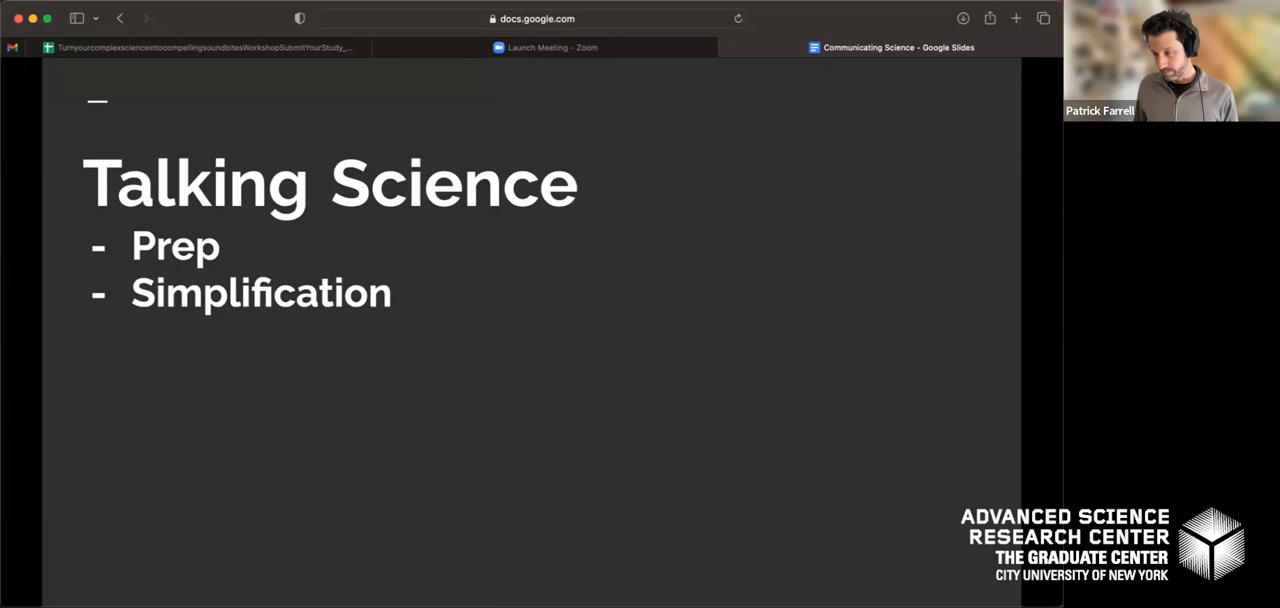 docs.google.com
TurnyourcomplexscienceintocompellingsoundbitesWorkshopSubmitYourStudy_...
Launch Meeting - Zoom
Communicating Science - Google Slides
Patrick Farrell
Talking Science
- Prep
- Simplification
ADVANCED SCIENCE
RESEARCH CENTER
THE GRADUATE CENTER
CITY UNIVERSITY OF NEW YORK